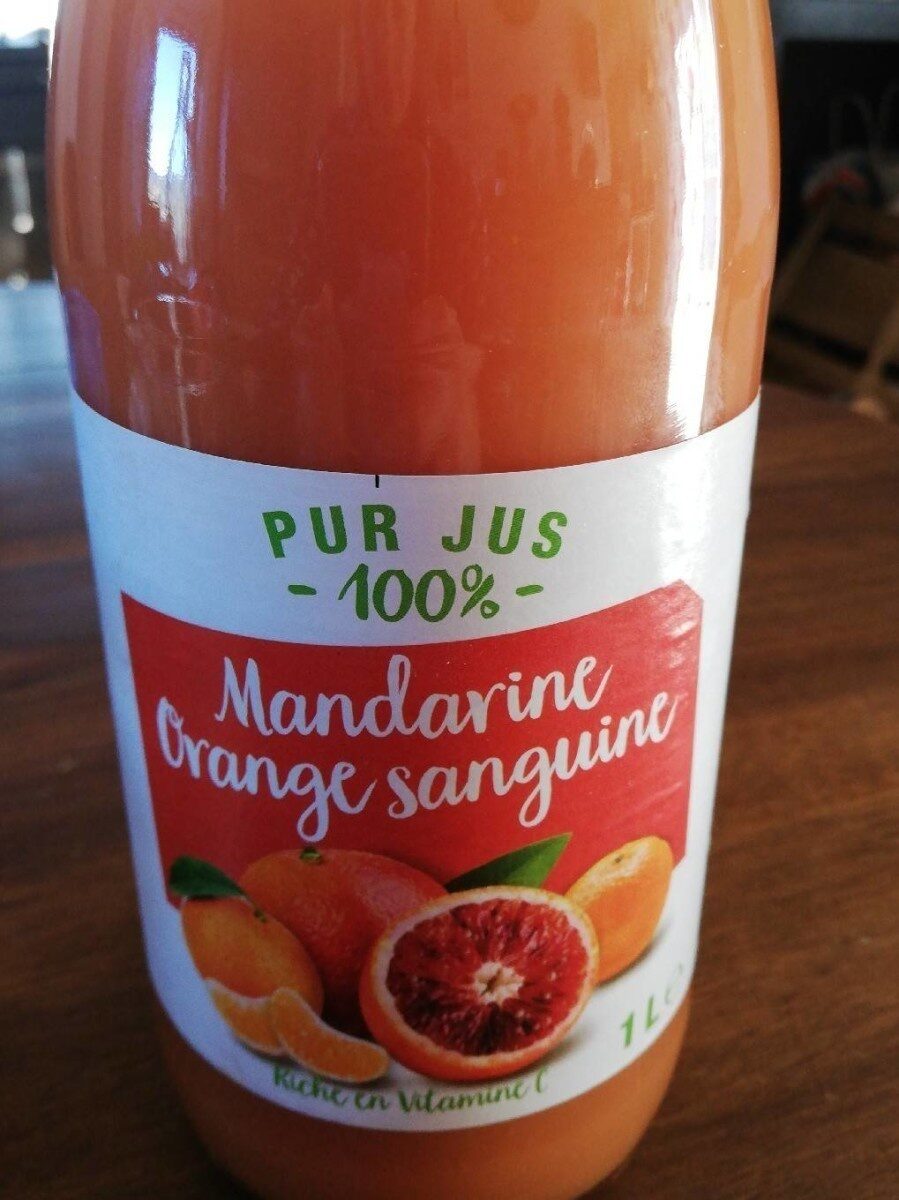 PUR JUS
- 100% -
Mandarine
Orange sanguine
1L e
Riche en Vitamine C